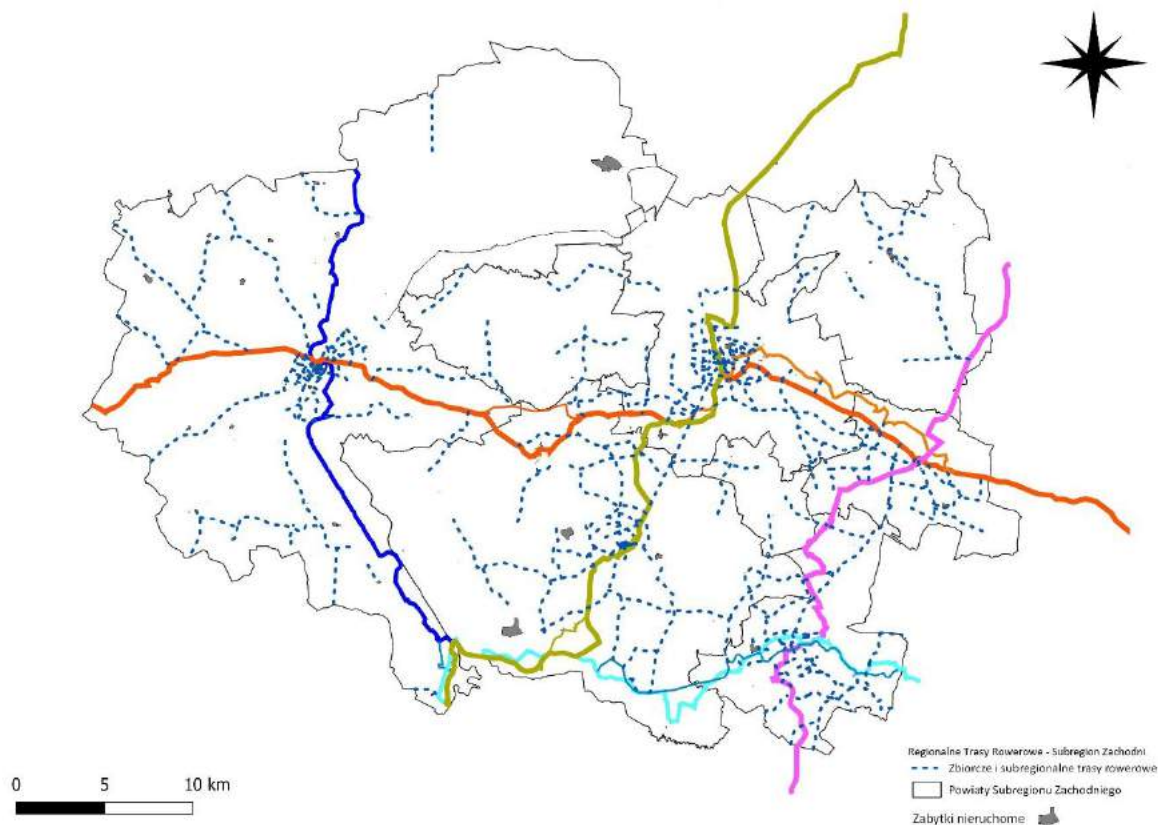 0 5 10 km
Regionalne Trasy Rowerowe - Subregion Zachodni
Zbiorcze i subregionalne trasy rowerowe
Powiaty Subregionu Zachodniego
Zabytki nieruchome